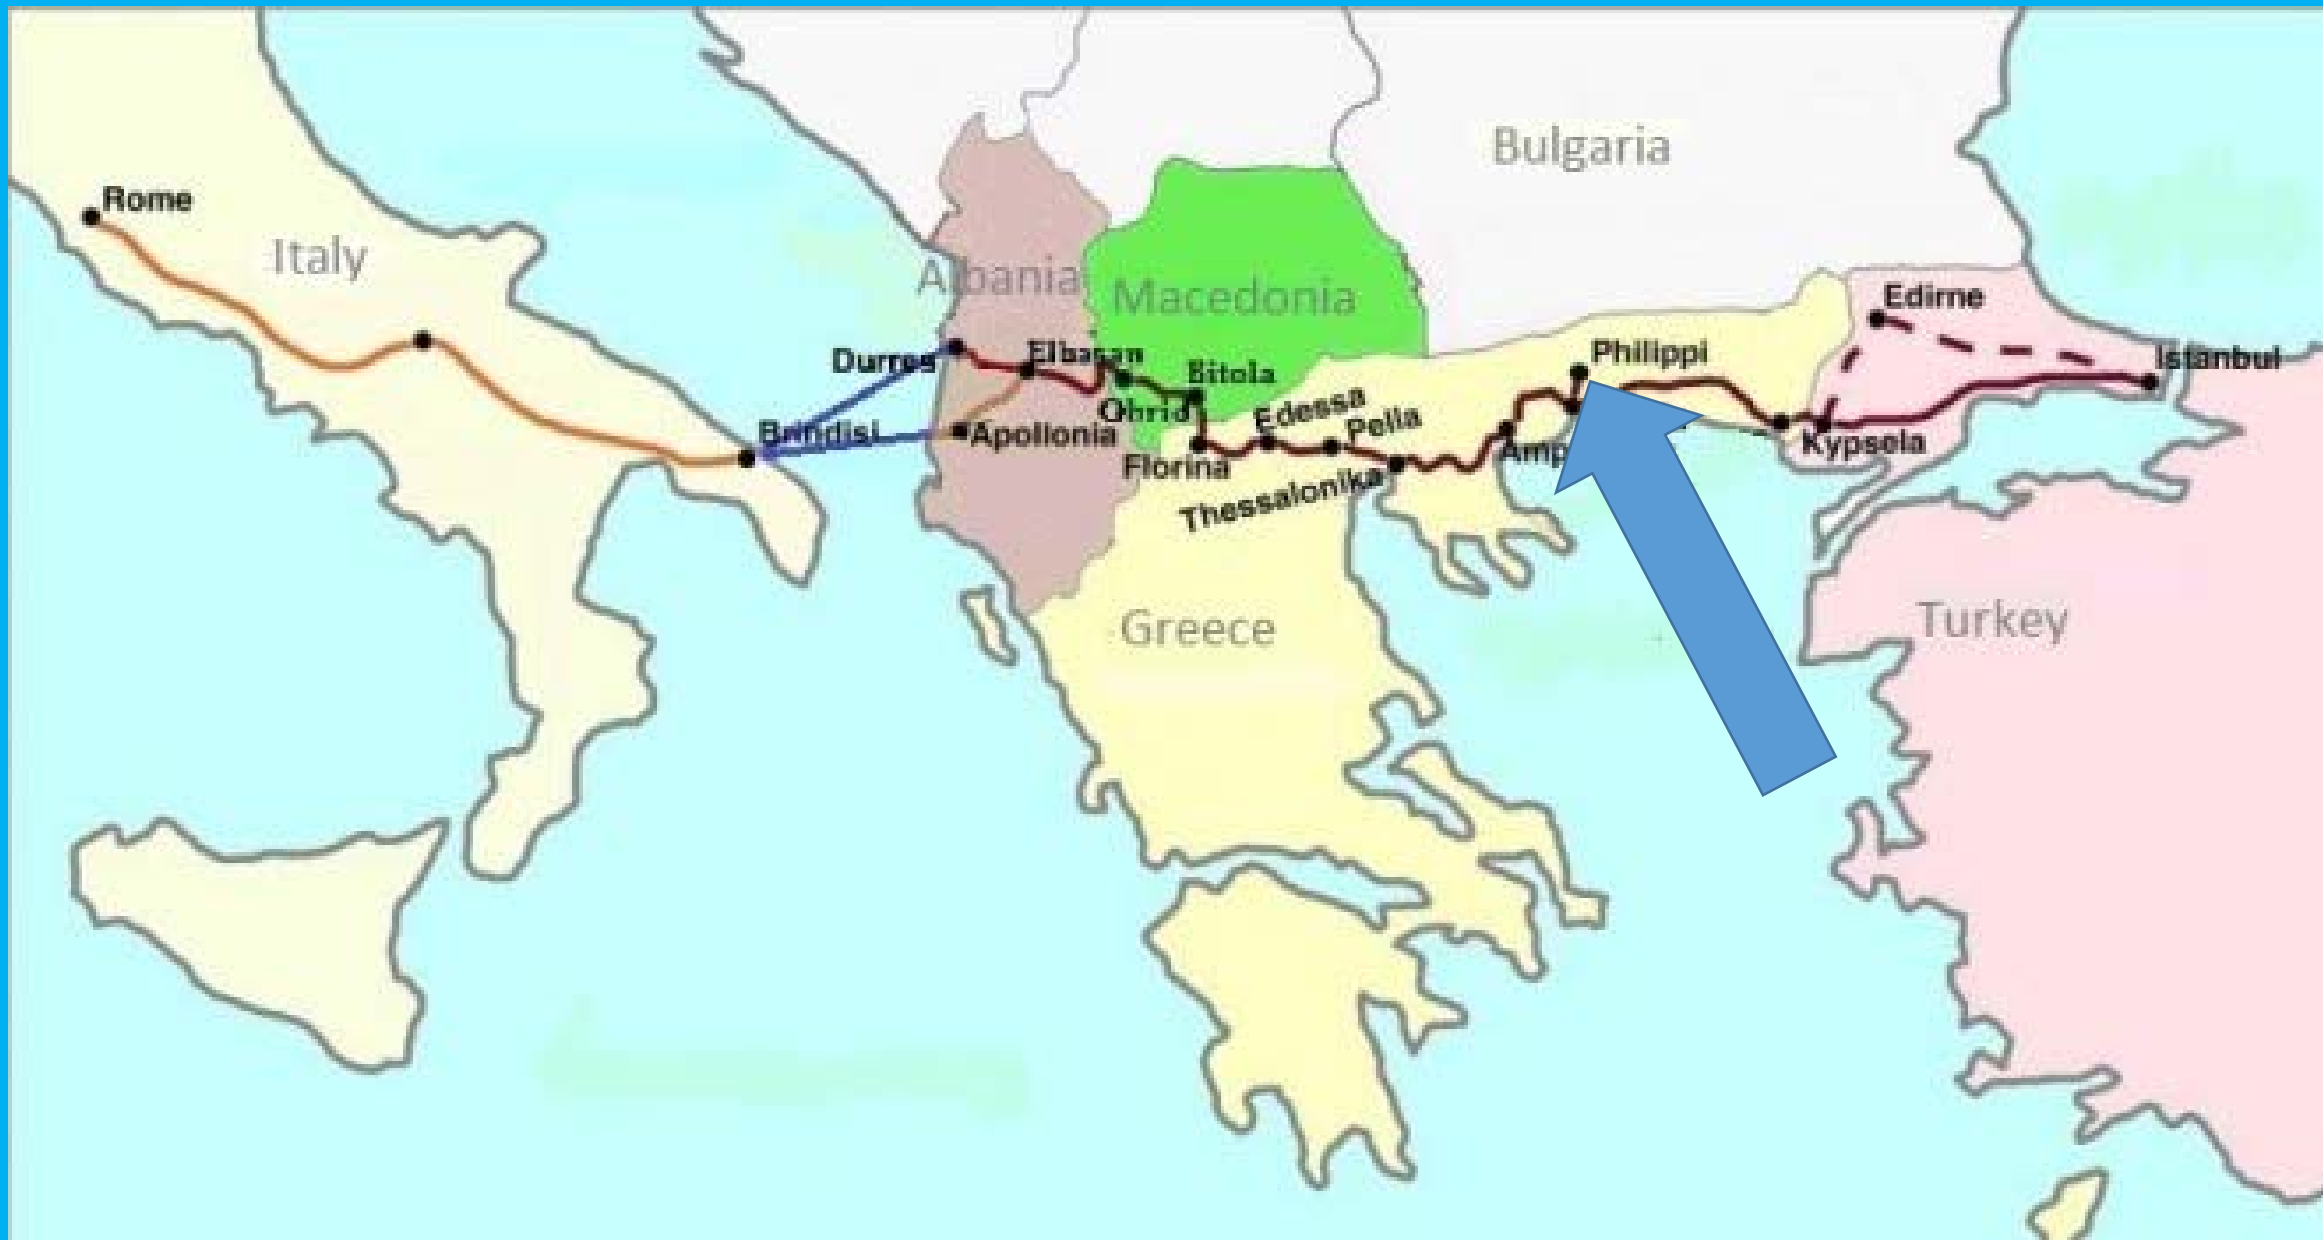 Rome
Italy
Bulgaria
Albania
Macedonia
Edirne
Istanbul
Durres
Elbasan
Bitola
Philippi
Ohrid
Edessa
Pella
Brindisi
Apollonia
Florina
Thessalonika
Amp
Kypsela
Greece
Turkey